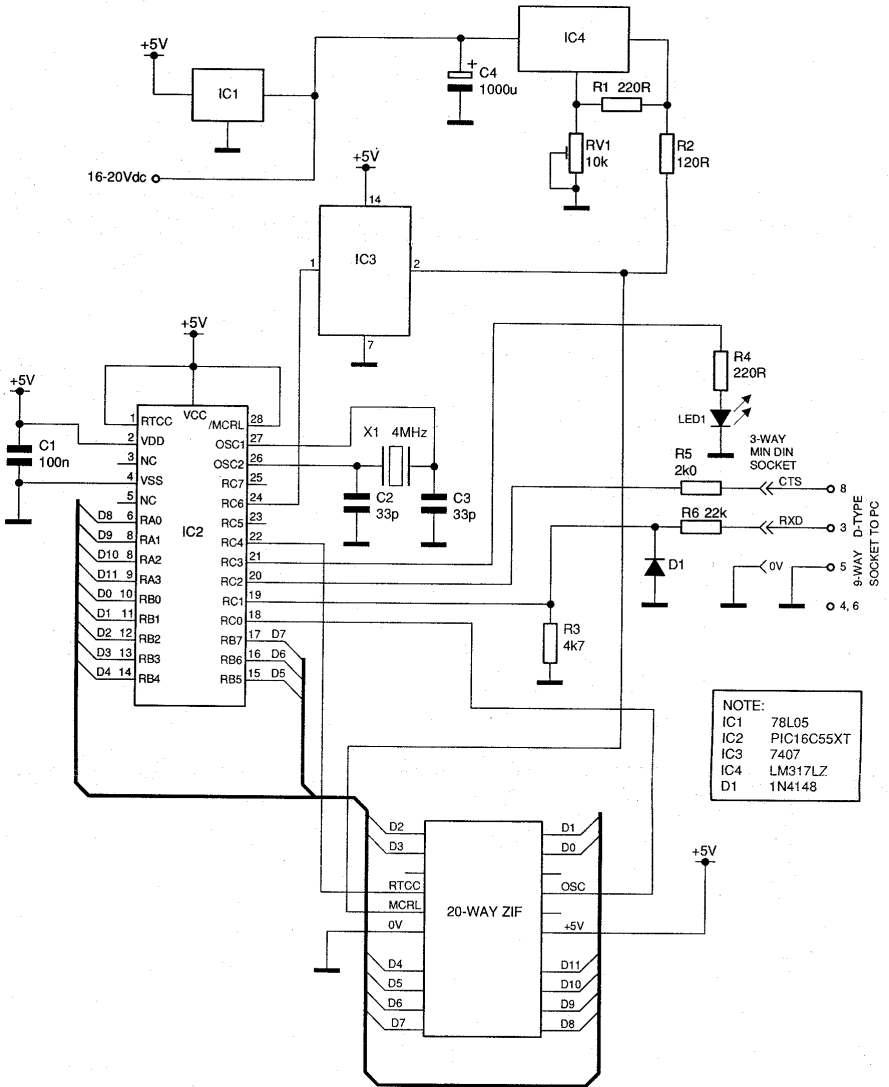 +5V
IC1
IC4
+
C4
1000u
R1 220R
RV1
10k
R2
120R
16-20Vdc
+5V
14
1
IC3
2
7
+5V
+5V
R4
220R
LED1
C1
100n
VCC
1 RTCC
2 VDD
3 NC
4 VSS
5 NC
D8 6 RA0
D9 8 RA1
D10 8 RA2
D11 9 RA3
D0 10 RB0
D1 11 RB1
D2 12 RB2
D3 13 RB3
D4 14 RB4
IC2
/MCRL 28
OSC1 27
OSC2 26
RC7 25
RC6 24
RC5 23
RC4 22
RC3 21
RC2 20
RC1 19
RC0 18
RB7 17 D7
RB6 16 D6
RB5 15 D5
X1 4MHz
C2
33p
C3
33p
3-WAY
MIN DIN
SOCKET
R5
2k0
CTS
8
R6 22k
RXD
3
D1
0V
5
4, 6
9-WAY D-TYPE
SOCKET TO PC
R3
4k7
NOTE:
IC1 78L05
IC2 PIC16C55XT
IC3 7407
IC4 LM317LZ
D1 1N4148
D2
D3
RTCC
MCRL
0V
D4
D5
D6
D7
20-WAY ZIF
D1
D0
OSC
+5V
D11
D10
D9
D8
+5V